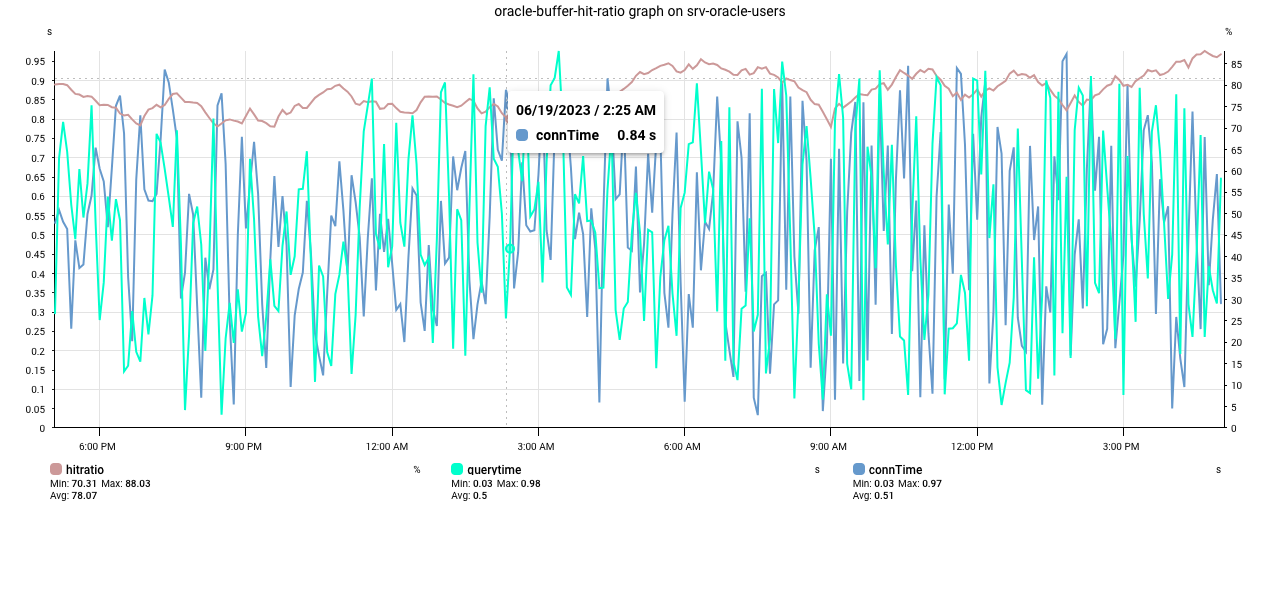 oracle-buffer-hit-ratio graph on srv-oracle-users
s %
0.95
0.9
0.85
0.8
0.7
0.65
0.6
0.55
0.5
0.45
0.4
0.35
0.3
0.25
0.2
0.15
0.1
0.05
0
85
80
75
70
65
60
55
50
45
40
35
30
25
20
15
10
5
0
06/19/2023 / 2:25 AM
connTime 0.84 s
6:00 PM 9:00 PM 12:00 AM 3:00 AM 6:00 AM 9:00 AM 12:00 PM 3:00 PM
hitratio %
Min: 70.31 Max: 88.03
Avg: 78.07
querytime s
Min: 0.03 Max: 0.98
Avg: 0.5
connTime s
Min: 0.03 Max: 0.97
Avg: 0.51